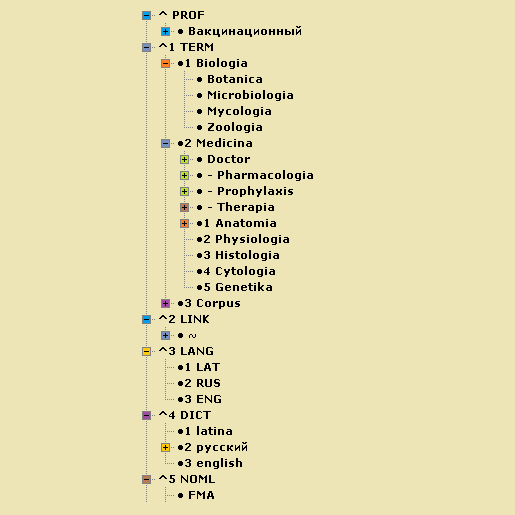 ^ PROF
● Вакцинационный
^1 TERM
●1 Biologia
● Botanica
● Microbiologia
● Mycologia
● Zoologia
●2 Medicina
● Doctor
● - Pharmacologia
● - Prophylaxis
● - Therapia
●1 Anatomia
●2 Physiologia
●3 Histologia
●4 Cytologia
●5 Genetika
●3 Corpus
^2 LINK
● ~
^3 LANG
●1 LAT
●2 RUS
●3 ENG
^4 DICT
●1 latina
●2 русский
●3 english
^5 NOML
● FMA